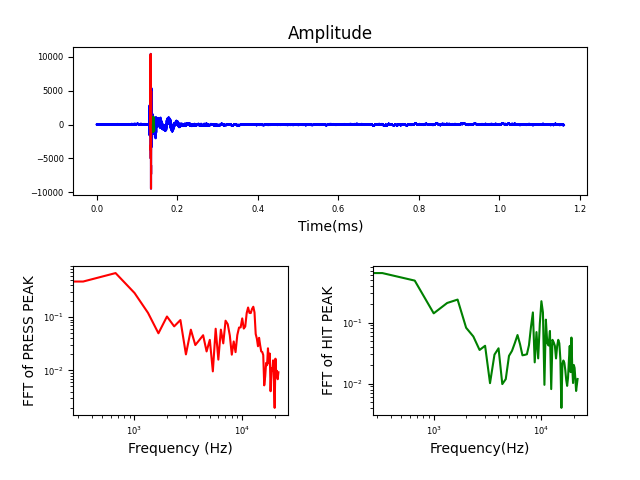 Amplitude
10000
5000
0
−5000
−10000
0.0 0.2 0.4 0.6 0.8 1.0 1.2
Time(ms)
FFT of PRESS PEAK
10⁻¹
10⁻²
10³ 10⁴
Frequency (Hz)
FFT of HIT PEAK
10⁻¹
10⁻²
10³ 10⁴
Frequency(Hz)